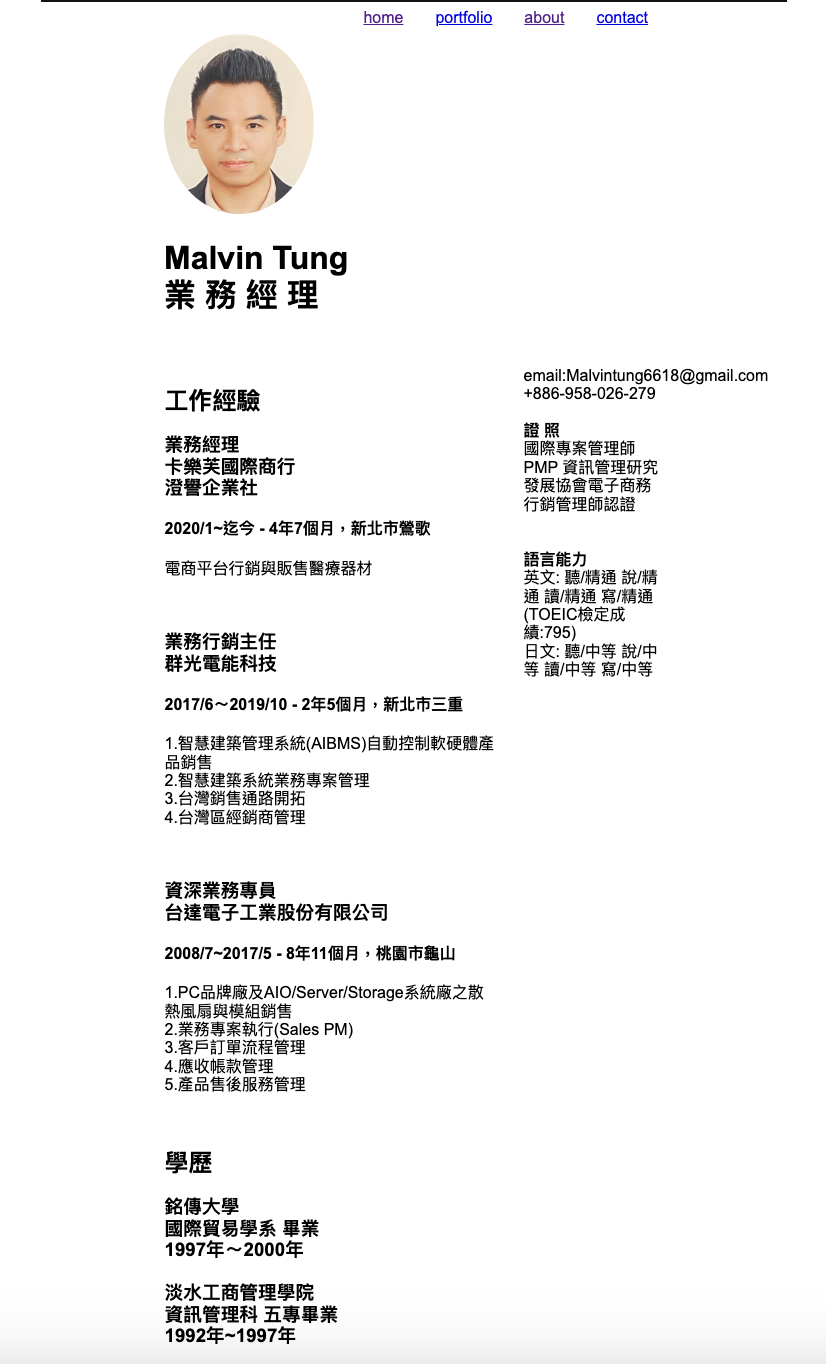 home portfolio about contact
Malvin Tung
業 務 經 理
工作經驗
業務經理
卡樂芙國際商行
澄譽企業社
2020/1~迄今 - 4年7個月，新北市鶯歌
電商平台行銷與販售醫療器材
業務行銷主任
群光電能科技
2017/6～2019/10 - 2年5個月，新北市三重
1.智慧建築管理系統(AIBMS)自動控制軟硬體產
品銷售
2.智慧建築系統業務專案管理
3.台灣銷售通路開拓
4.台灣區經銷商管理
資深業務專員
台達電子工業股份有限公司
2008/7~2017/5 - 8年11個月，桃園市龜山
1.PC品牌廠及AIO/Server/Storage系統廠之散
熱風扇與模組銷售
2.業務專案執行(Sales PM)
3.客戶訂單流程管理
4.應收帳款管理
5.產品售後服務管理
學歷
銘傳大學
國際貿易學系 畢業
1997年～2000年
淡水工商管理學院
資訊管理科 五專畢業
1992年~1997年
email:Malvintung6618@gmail.com
+886-958-026-279
證 照
國際專案管理師
PMP 資訊管理研究
發展協會電子商務
行銷管理師認證
語言能力
英文: 聽/精通 說/精
通 讀/精通 寫/精通
(TOEIC檢定成
績:795)
日文: 聽/中等 說/中
等 讀/中等 寫/中等